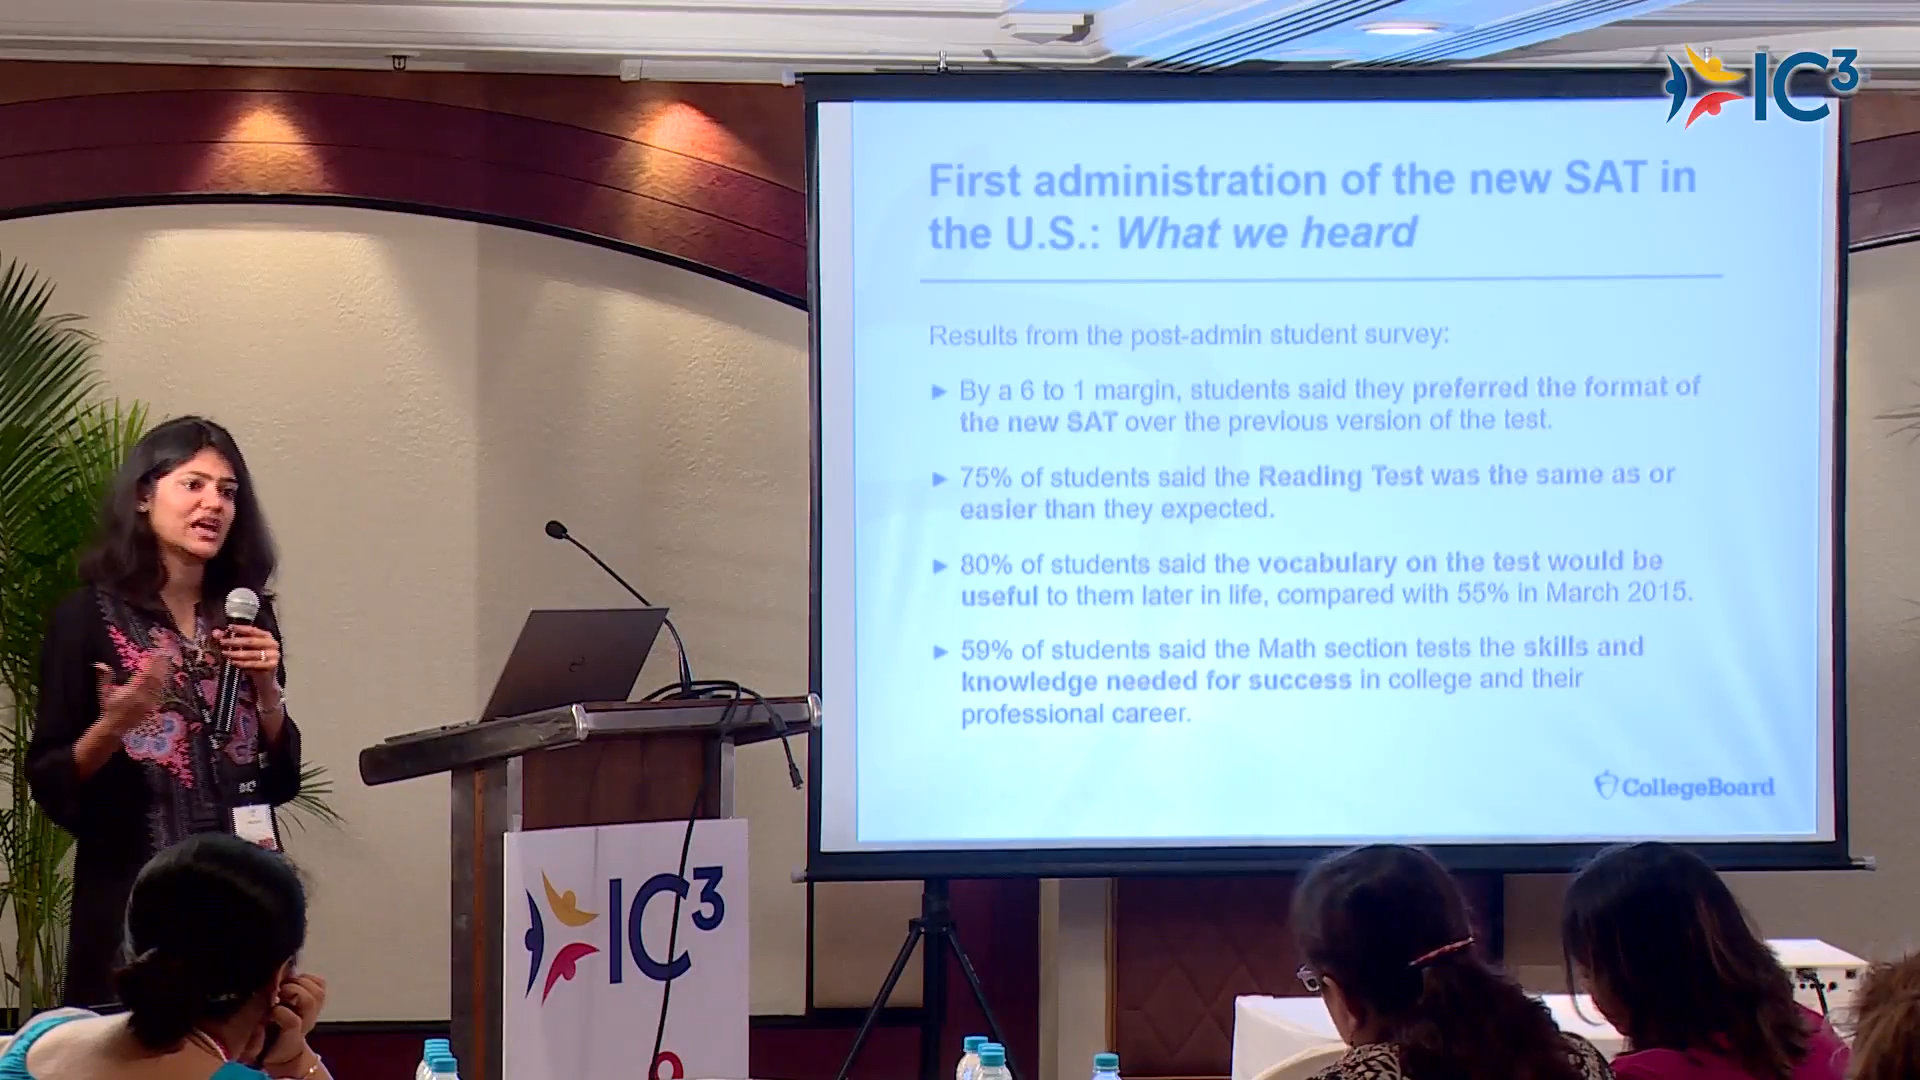 IC3
First administration of the new SAT in
the U.S.: What we heard
Results from the post-admin student survey:
► By a 6 to 1 margin, students said they preferred the format of
the new SAT over the previous version of the test.
► 75% of students said the Reading Test was the same as or
easier than they expected.
► 80% of students said the vocabulary on the test would be
useful to them later in life, compared with 55% in March 2015.
► 59% of students said the Math section tests the skills and
knowledge needed for success in college and their
professional career.
CollegeBoard
IC3
IC3